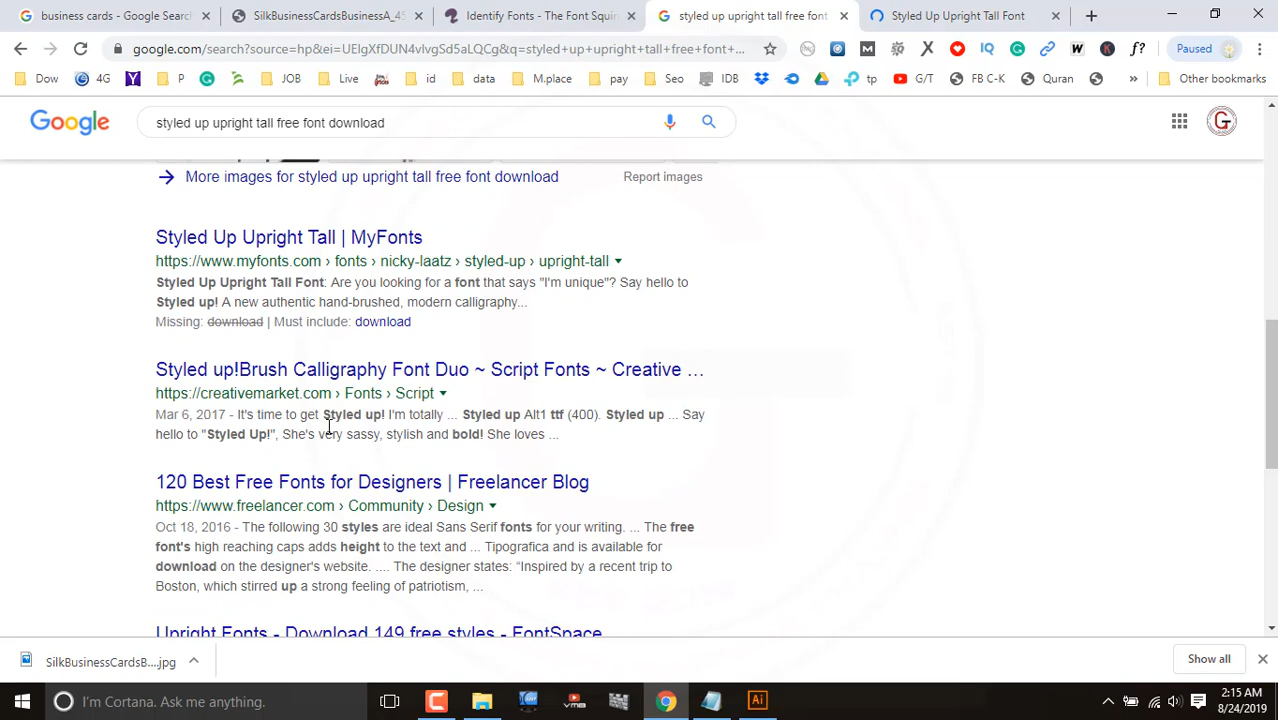 business cards - Google Sear
SilkBusinessCardsBusinessA_45
Identify Fonts - The Font Squir
styled up upright tall free font
Styled Up Upright Tall Font
google.com/search?source=hp&ei=UEIgXfDUN4vIvgSd5aLQCg&q=styled+up+upright+tall+free+font+...
Paused
Dow
4G
P
JOB
Live
id
data
M.place
pay
Seo
IDB
tp
G/T
FB C-K
Quran
Other bookmarks
Google
styled up upright tall free font download
More images for styled up upright tall free font download
Report images
Styled Up Upright Tall | MyFonts
https://www.myfonts.com › fonts › nicky-laatz › styled-up › upright-tall
Styled Up Upright Tall Font: Are you looking for a font that says "I'm unique"? Say hello to
Styled up! A new authentic hand-brushed, modern calligraphy...
Missing: download | Must include: download
Styled up!Brush Calligraphy Font Duo ~ Script Fonts ~ Creative ...
https://creativemarket.com › Fonts › Script
Mar 6, 2017 - It's time to get Styled up! I'm totally ... Styled up Alt1 ttf (400). Styled up ... Say
hello to "Styled Up!", She's very sassy, stylish and bold! She loves ...
120 Best Free Fonts for Designers | Freelancer Blog
https://www.freelancer.com › Community › Design
Oct 18, 2016 - The following 30 styles are ideal Sans Serif fonts for your writing. ... The free
font's high reaching caps adds height to the text and ... Tipografica and is available for
download on the designer's website. .... The designer states: “Inspired by a recent trip to
Boston, which stirred up a strong feeling of patriotism, ...
Upright Fonts - Download 149 free styles - FontSpace
SilkBusinessCardsB....jpg
Show all
I'm Cortana. Ask me anything.
2:15 AM
8/24/2019